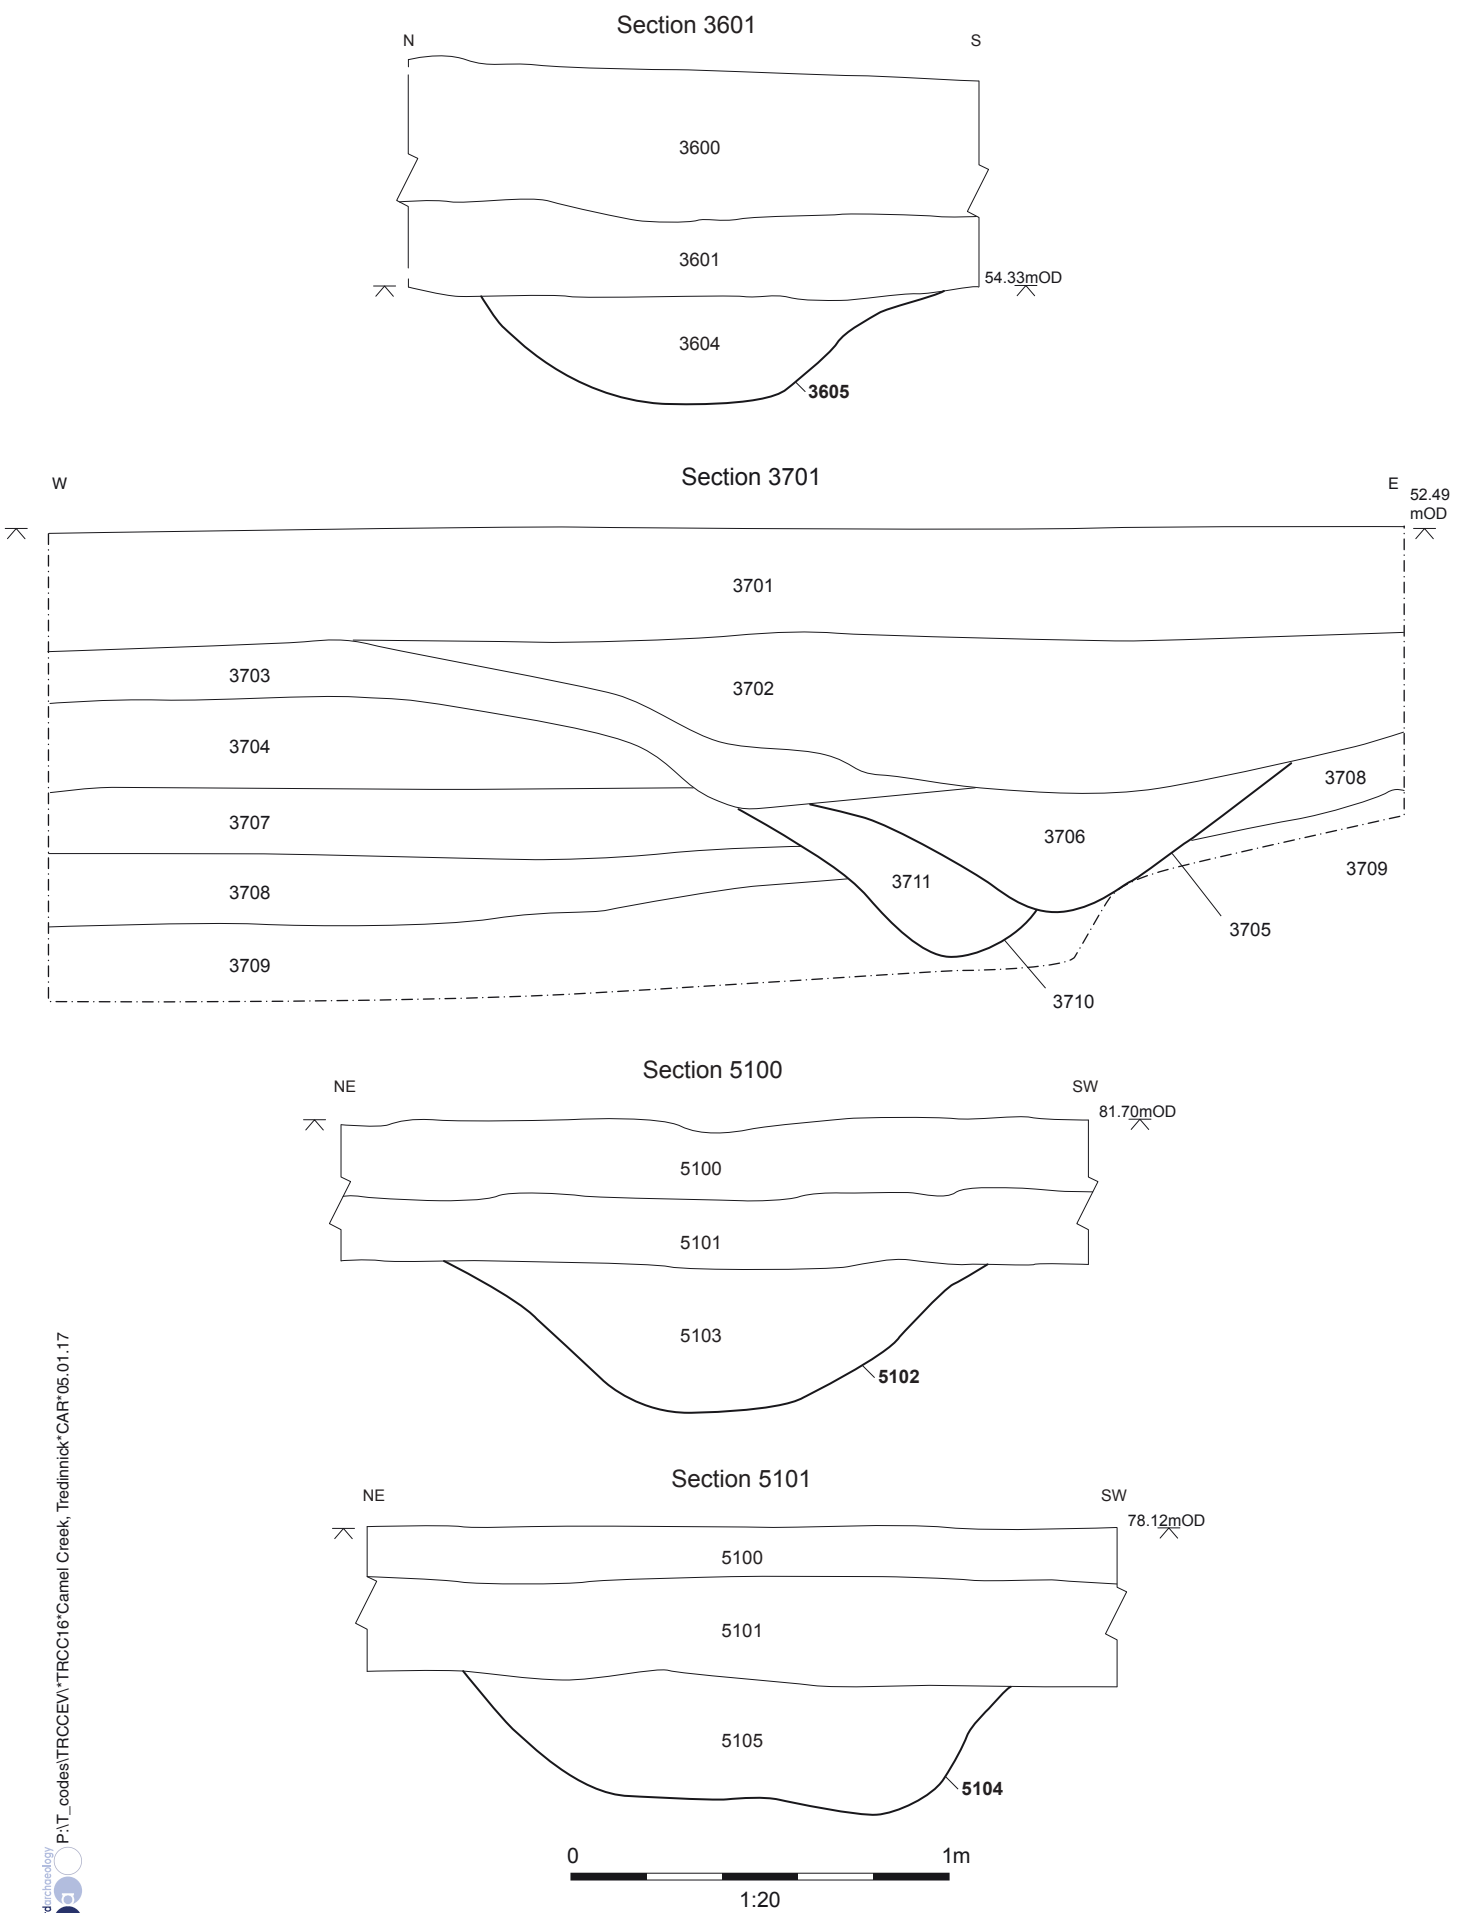 Section 3601
N S
3600
3601
54.33mOD
3604
3605
Section 3701
W E
52.49
mOD
3701
3703
3702
3704
3708
3707
3706
3709
3711
3708
3705
3709
3710
Section 5100
NE SW
81.70mOD
5100
5101
5103
5102
Section 5101
NE SW
78.12mOD
5100
5101
5105
5104
0 1m
1:20
P:\T_codes\TRCCEV\*TRCC16*Camel Creek, Tredinnick*CAR*05.01.17